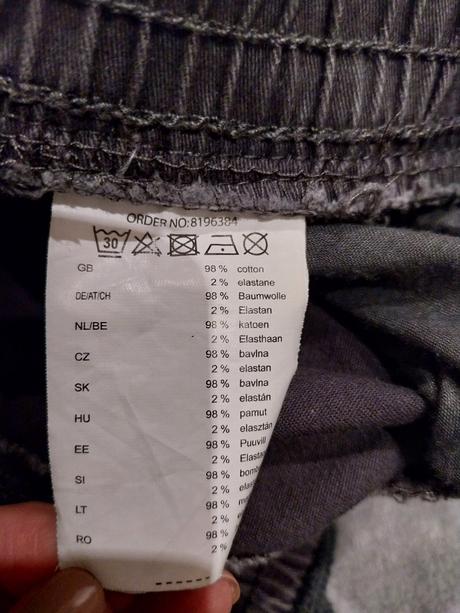 ORDER NO:8196384
30
GB 98 % cotton
2 % elastane
DE/AT/CH 98 % Baumwolle
2 % Elastan
NL/BE 98 % katoen
2 % Elasthaan
CZ 98 % bavlna
2 % elastan
SK 98 % bavlna
2 % elastán
HU 98 % pamut
2 % elasztán
EE 98 % Puuvill
2 %
SI 98 %
2 %
LT 98 %
2 %
RO 98 %
2 %